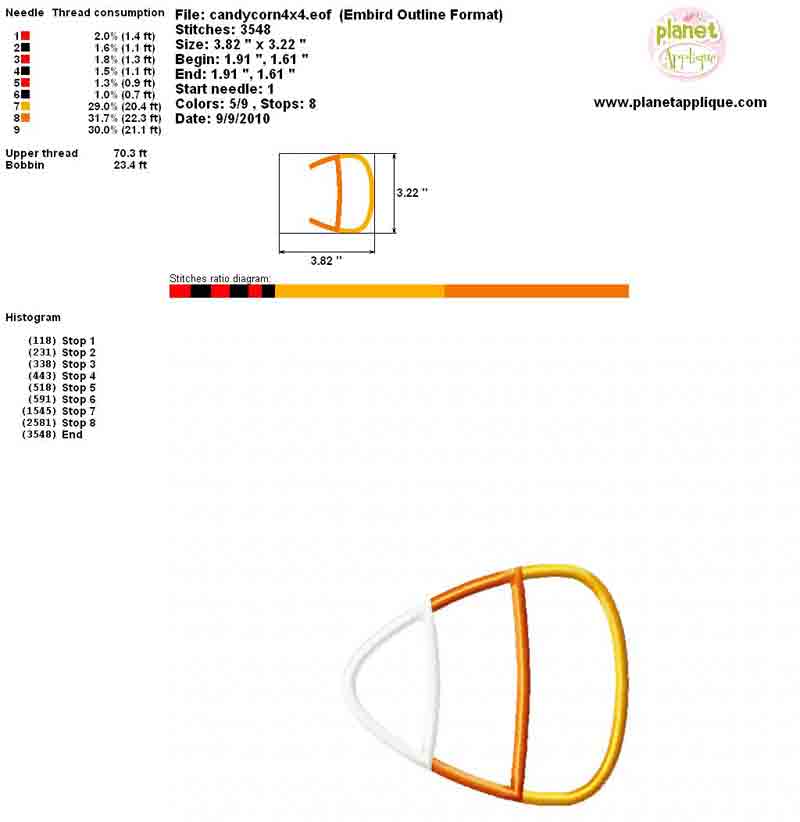 Needle Thread consumption
1 2.0% (1.4 ft)
2 1.6% (1.1 ft)
3 1.8% (1.3 ft)
4 1.5% (1.1 ft)
5 1.3% (0.9 ft)
6 1.0% (0.7 ft)
7 29.0% (20.4 ft)
8 31.7% (22.3 ft)
9 30.0% (21.1 ft)
Upper thread 70.3 ft
Bobbin 23.4 ft
File: candycorn4x4.eof (Embird Outline Format)
Stitches: 3548
Size: 3.82 " x 3.22 "
Begin: 1.91 ", 1.61 "
End: 1.91 ", 1.61 "
Start needle: 1
Colors: 5/9 , Stops: 8
Date: 9/9/2010
planet
Applique
www.planetapplique.com
3.22 "
3.82 "
Stitches ratio diagram:
Histogram
(118) Stop 1
(231) Stop 2
(338) Stop 3
(443) Stop 4
(518) Stop 5
(591) Stop 6
(1545) Stop 7
(2581) Stop 8
(3548) End